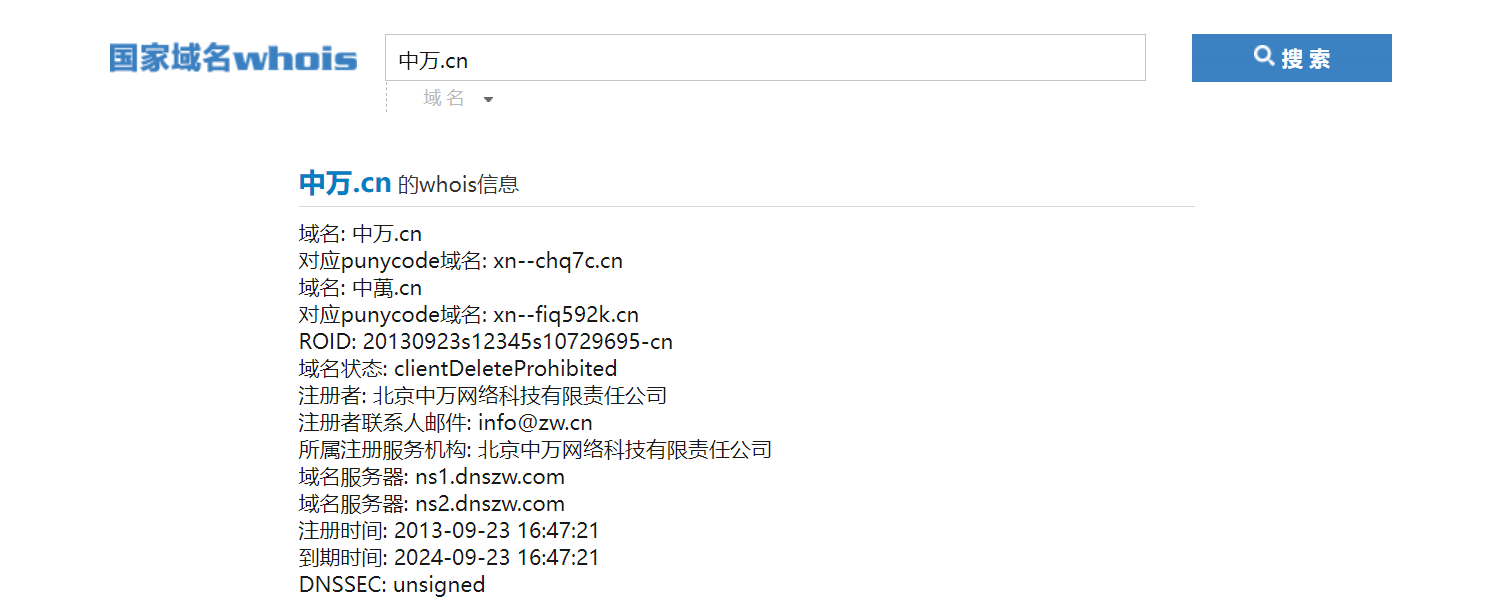 国家域名whois
中万.cn
搜索
域名
中万.cn 的whois信息
域名: 中万.cn
对应punycode域名: xn--chq7c.cn
域名: 中萬.cn
对应punycode域名: xn--fiq592k.cn
ROID: 20130923s12345s10729695-cn
域名状态: clientDeleteProhibited
注册者: 北京中万网络科技有限责任公司
注册者联系人邮件: info@zw.cn
所属注册服务机构: 北京中万网络科技有限责任公司
域名服务器: ns1.dnszw.com
域名服务器: ns2.dnszw.com
注册时间: 2013-09-23 16:47:21
到期时间: 2024-09-23 16:47:21
DNSSEC: unsigned